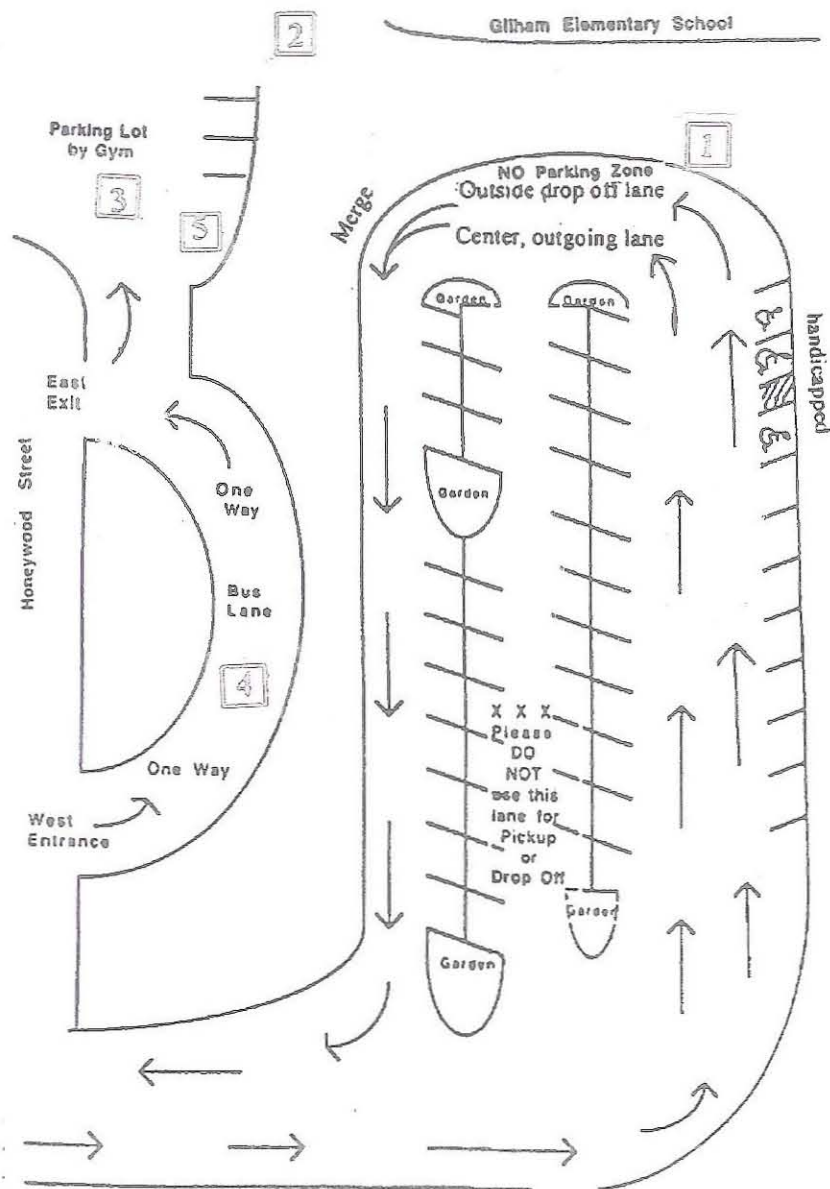 2
Gilham Elementary School
Parking Lot
by Gym
1
3
NO Parking Zone
Outside drop off lane
5
Merge
Center, outgoing lane
Garden
Garden
handicapped
East
Exit
Honeywood Street
One
Way
Garden
Bus
Lane
4
X X X
Please
DO
NOT
use this
lane for
Pickup
or
Drop Off
One Way
West
Entrance
Garden
Garden